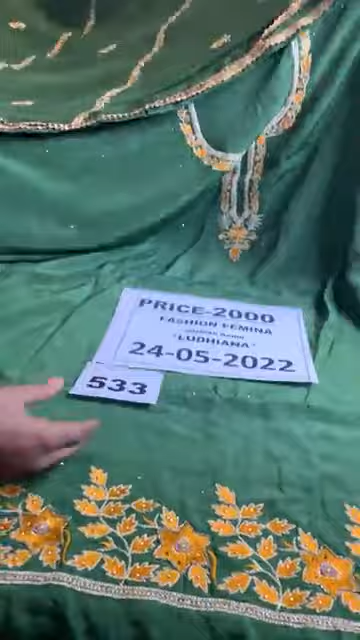 PRICE-2000
FASHION FEMINA
"LUDHIANA"
24-05-2022
533